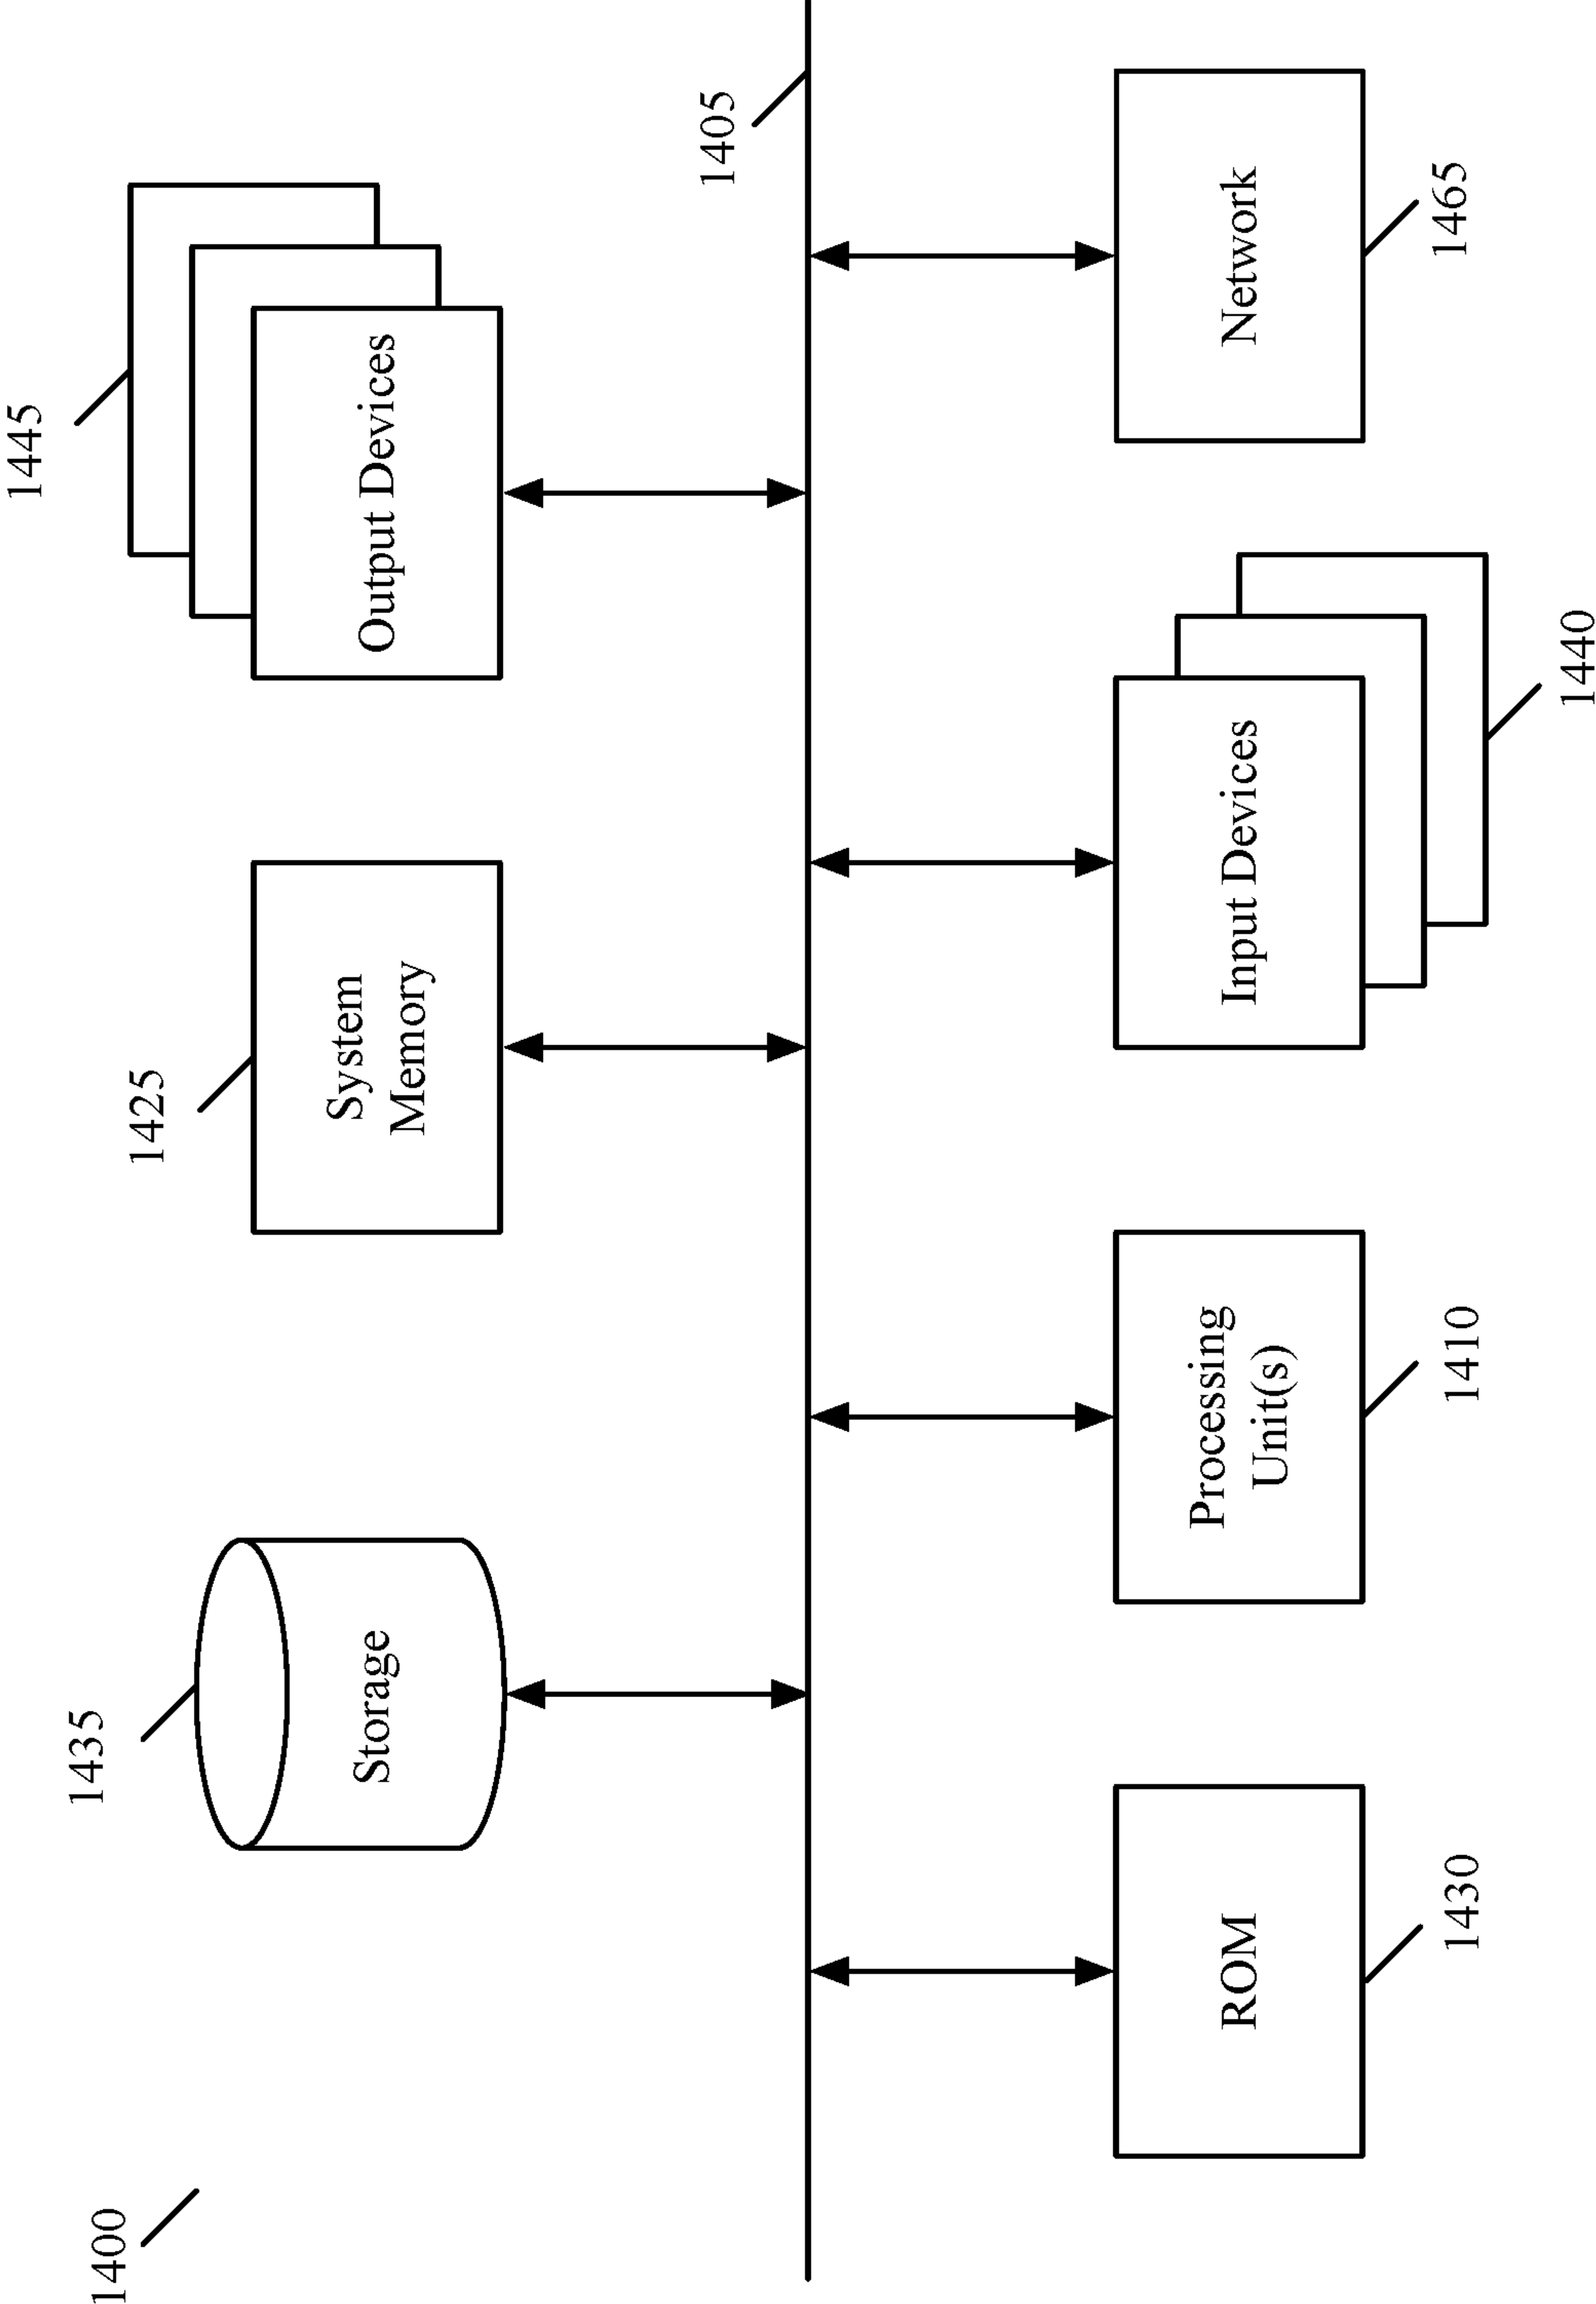 1400
1435
Storage
1425
System
Memory
1445
Output Devices
1405
ROM
1430
Processing
Unit(s)
1410
Input Devices
1440
Network
1465